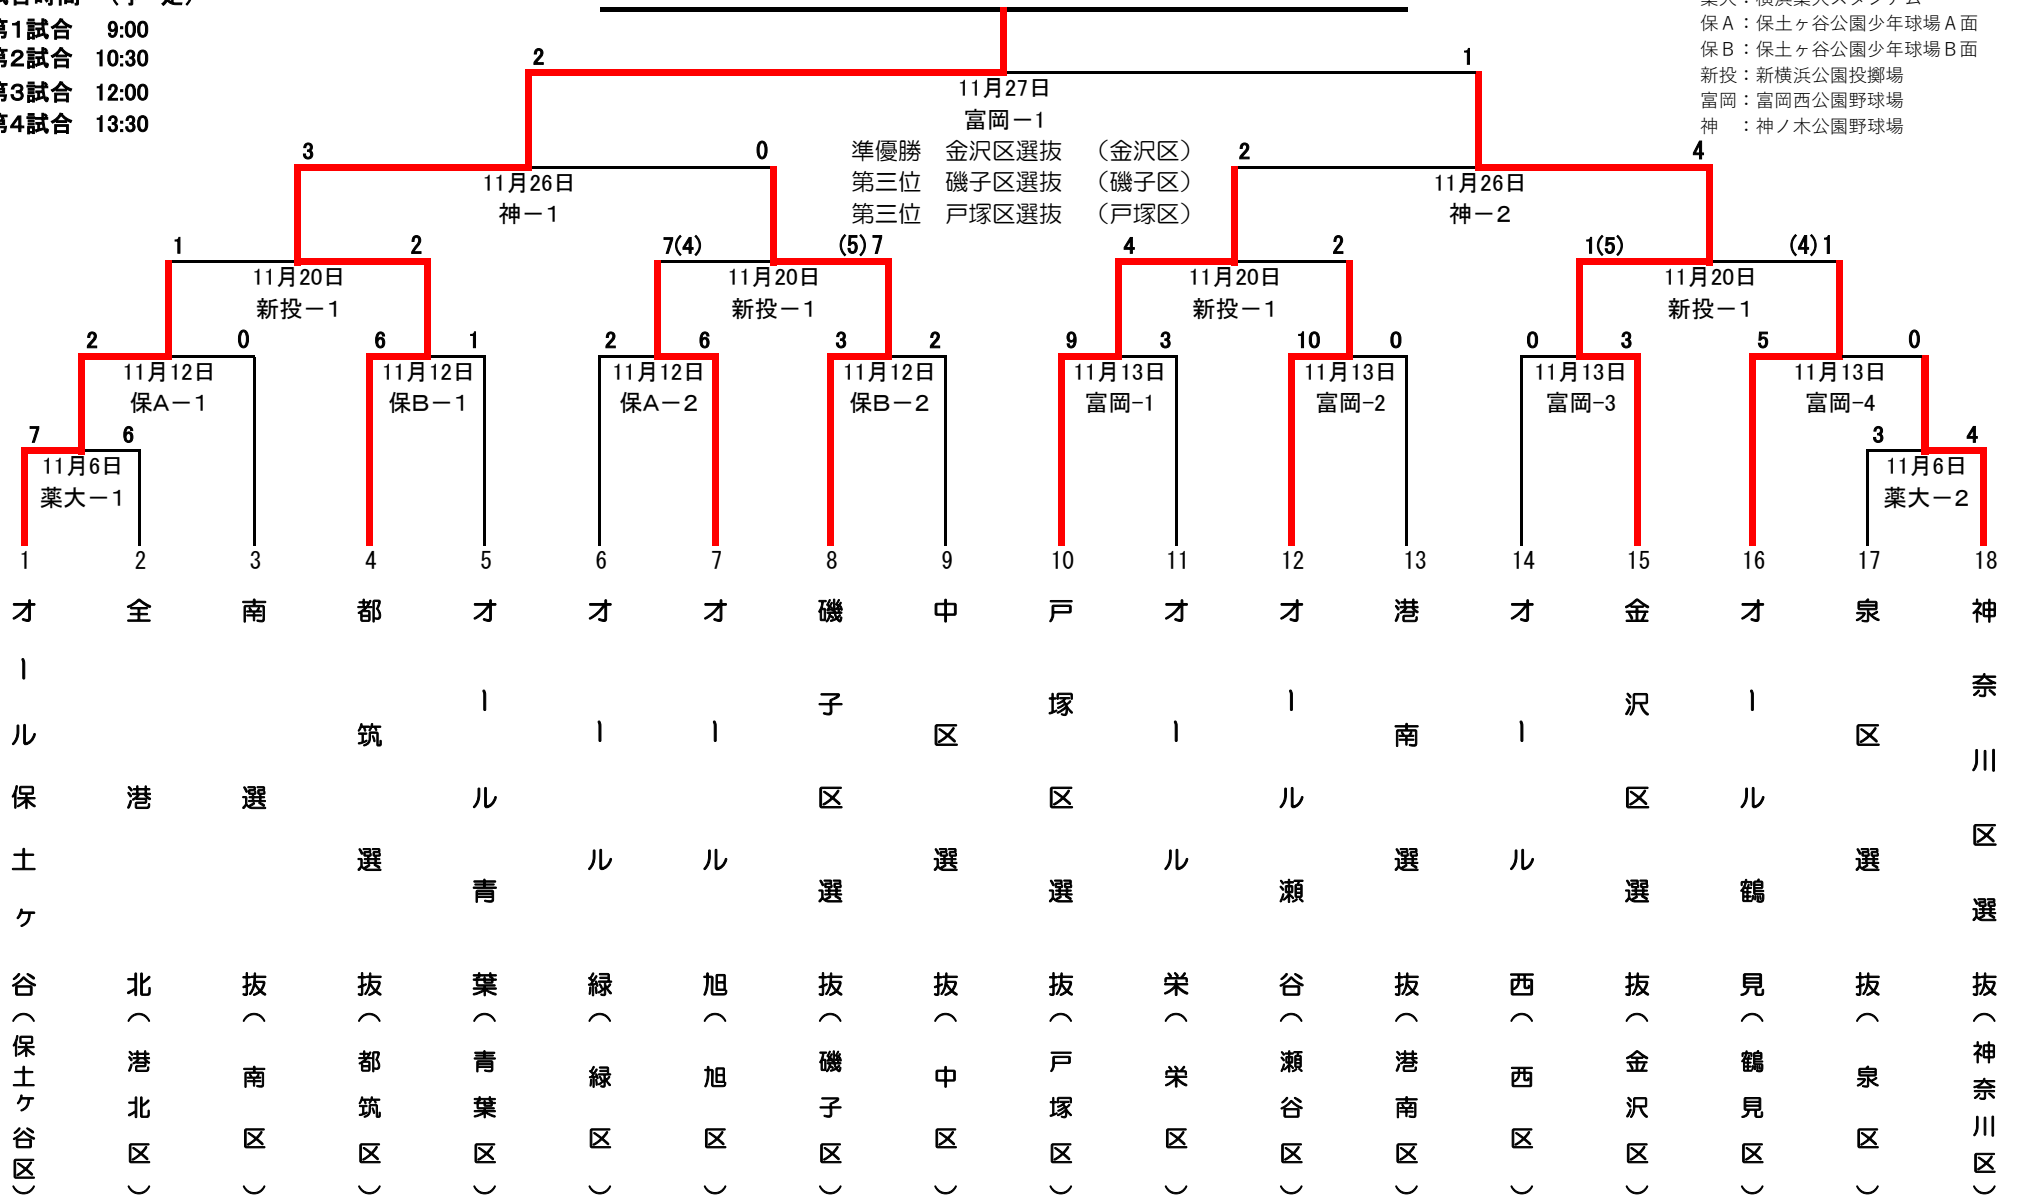 試合時間 （予 定）
第1試合 9:00
第2試合 10:30
第3試合 12:00
第4試合 13:30
薬大：横浜薬大スタジアム
保Ａ：保土ヶ谷公園少年球場Ａ面
保Ｂ：保土ヶ谷公園少年球場Ｂ面
新投：新横浜公園投擲場
富岡：富岡西公園野球場
神　：神ノ木公園野球場
2 1
11月27日
富岡－1
準優勝 金沢区選抜 （金沢区）
第三位 磯子区選抜 （磯子区）
第三位 戸塚区選抜 （戸塚区）
3 0 2 4
11月26日 11月26日
神－1 神－2
1 2 7(4) (5)7 4 2 1(5) (4)1
11月20日 11月20日 11月20日 11月20日
新投－1 新投－1 新投－1 新投－1
2 0 6 1 2 6 3 2 9 3 10 0 0 3 5 0
11月12日 11月12日 11月12日 11月12日 11月13日 11月13日 11月13日 11月13日
保A－1 保B－1 保A－2 保B－2 富岡-1 富岡-2 富岡-3 富岡-4
7 6 3 4
11月6日 11月6日
薬大－1 薬大－2
1 2 3 4 5 6 7 8 9 10 11 12 13 14 15 16 17 18
オール保土ヶ谷（保土ヶ谷区）
全港北（港北区）
南選抜（南区）
都筑選抜（都筑区）
オール青葉（青葉区）
オール緑（緑区）
オール旭（旭区）
磯子区選抜（磯子区）
中区選抜（中区）
戸塚区選抜（戸塚区）
オール栄（栄区）
オール瀬谷（瀬谷区）
港南選抜（港南区）
オール西（西区）
金沢区選抜（金沢区）
オール鶴見（鶴見区）
泉区選抜（泉区）
神奈川区選抜（神奈川区）